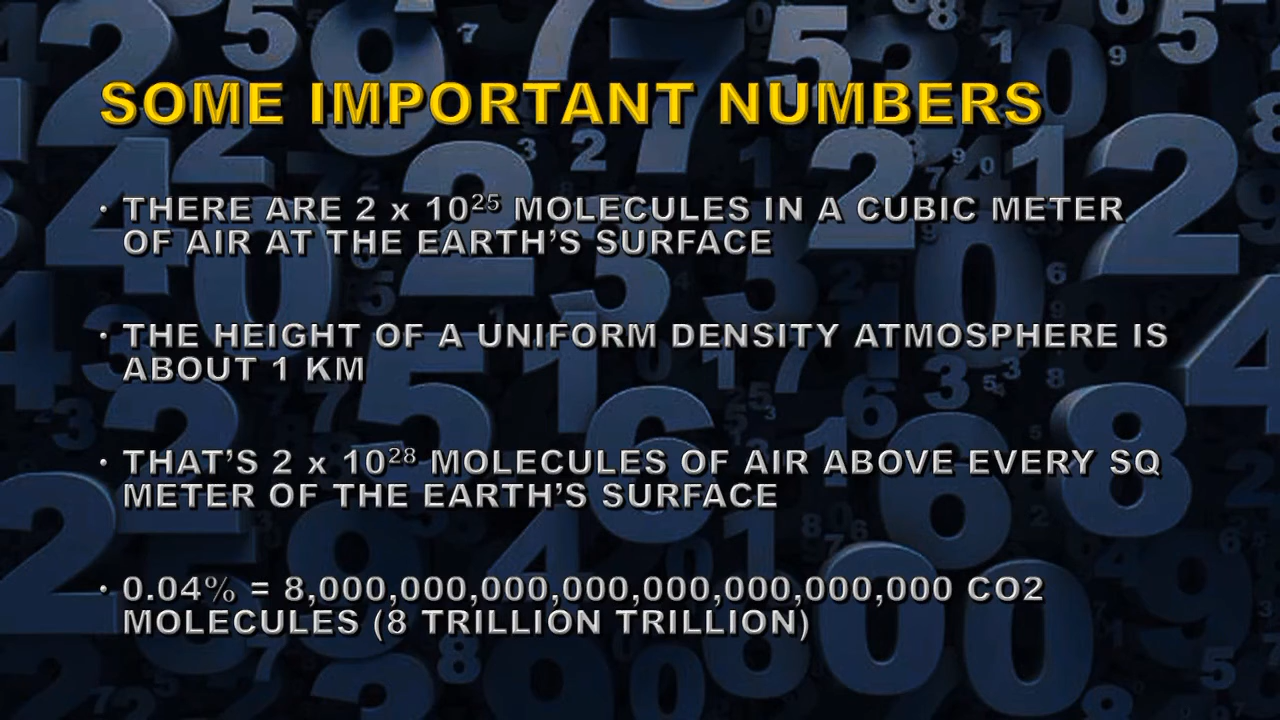 SOME IMPORTANT NUMBERS
• THERE ARE 2 x 10²⁵ MOLECULES IN A CUBIC METER
OF AIR AT THE EARTH’S SURFACE
• THE HEIGHT OF A UNIFORM DENSITY ATMOSPHERE IS
ABOUT 1 KM
• THAT’S 2 x 10²⁸ MOLECULES OF AIR ABOVE EVERY SQ
METER OF THE EARTH’S SURFACE
• 0.04% = 8,000,000,000,000,000,000,000,000 CO2
MOLECULES (8 TRILLION TRILLION)